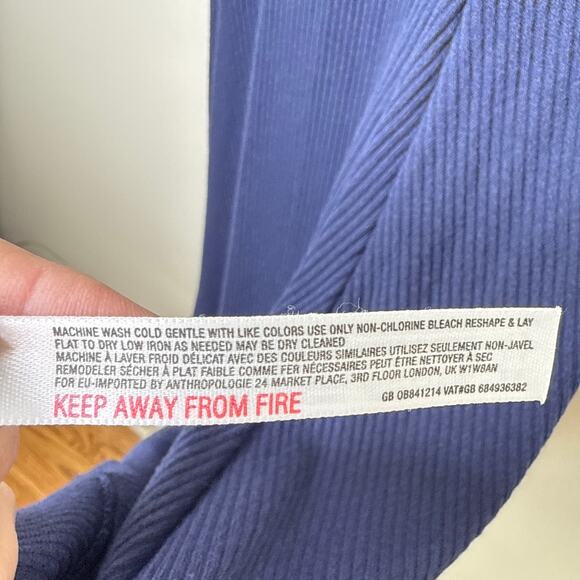 MACHINE WASH COLD GENTLE WITH LIKE COLORS USE ONLY NON-CHLORINE BLEACH RESHAPE & LAY
FLAT TO DRY LOW IRON AS NEEDED MAY BE DRY CLEANED
MACHINE À LAVER FROID DÉLICAT AVEC DES COULEURS SIMILAIRES UTILISEZ SEULEMENT NON-JAVEL
REMODELER SÉCHER À PLAT FAIBLE COMME FER NÉCESSAIRES PEUT ÊTRE NETTOYER À SEC
FOR EU-IMPORTED BY ANTHROPOLOGIE 24 MARKET PLACE, 3RD FLOOR LONDON, UK W1W8AN
KEEP AWAY FROM FIRE GB OB841214 VAT#GB 684936382